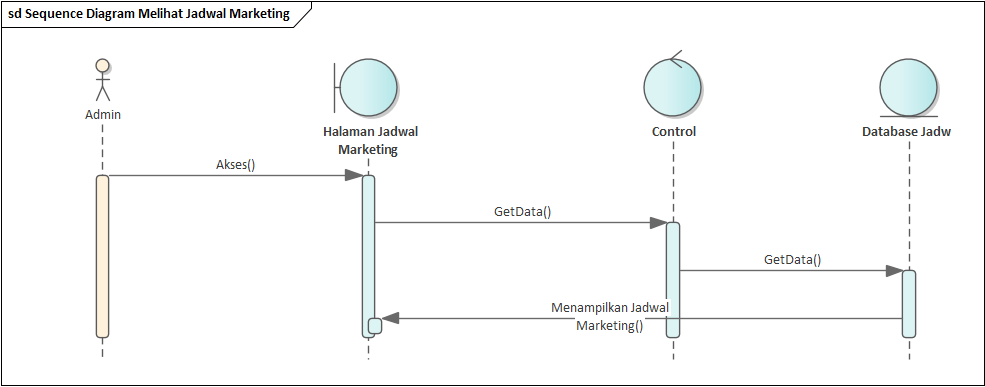 sd Sequence Diagram Melihat Jadwal Marketing
Admin
Halaman Jadwal
Marketing
Control
Database Jadw
Akses()
GetData()
GetData()
Menampilkan Jadwal
Marketing()